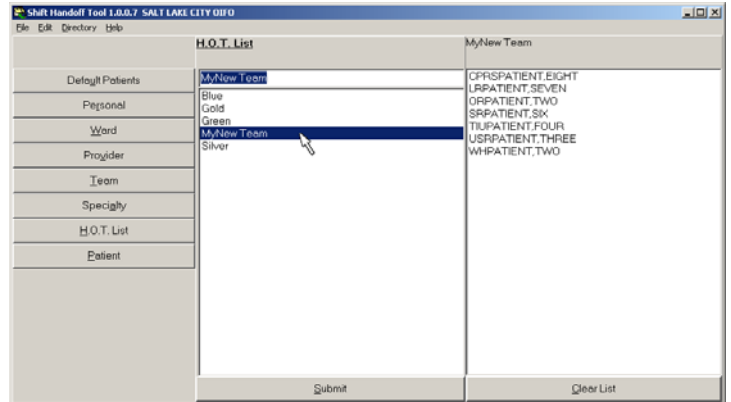 Shift Handoff Tool 1.0.0.7 SALT LAKE CITY OIFO
File Edit Directory Help
H.O.T. List
MyNew Team
Default Patients
Personal
Ward
Provider
Team
Specialty
H.O.T. List
Patient
MyNew Team
Blue
Gold
Green
MyNew Team
Silver
CPRSPATIENT,EIGHT
LRPATIENT,SEVEN
ORPATIENT,TWO
SRPATIENT,SIX
TIUPATIENT,FOUR
USRPATIENT,THREE
WHPATIENT,TWO
Submit
Clear List